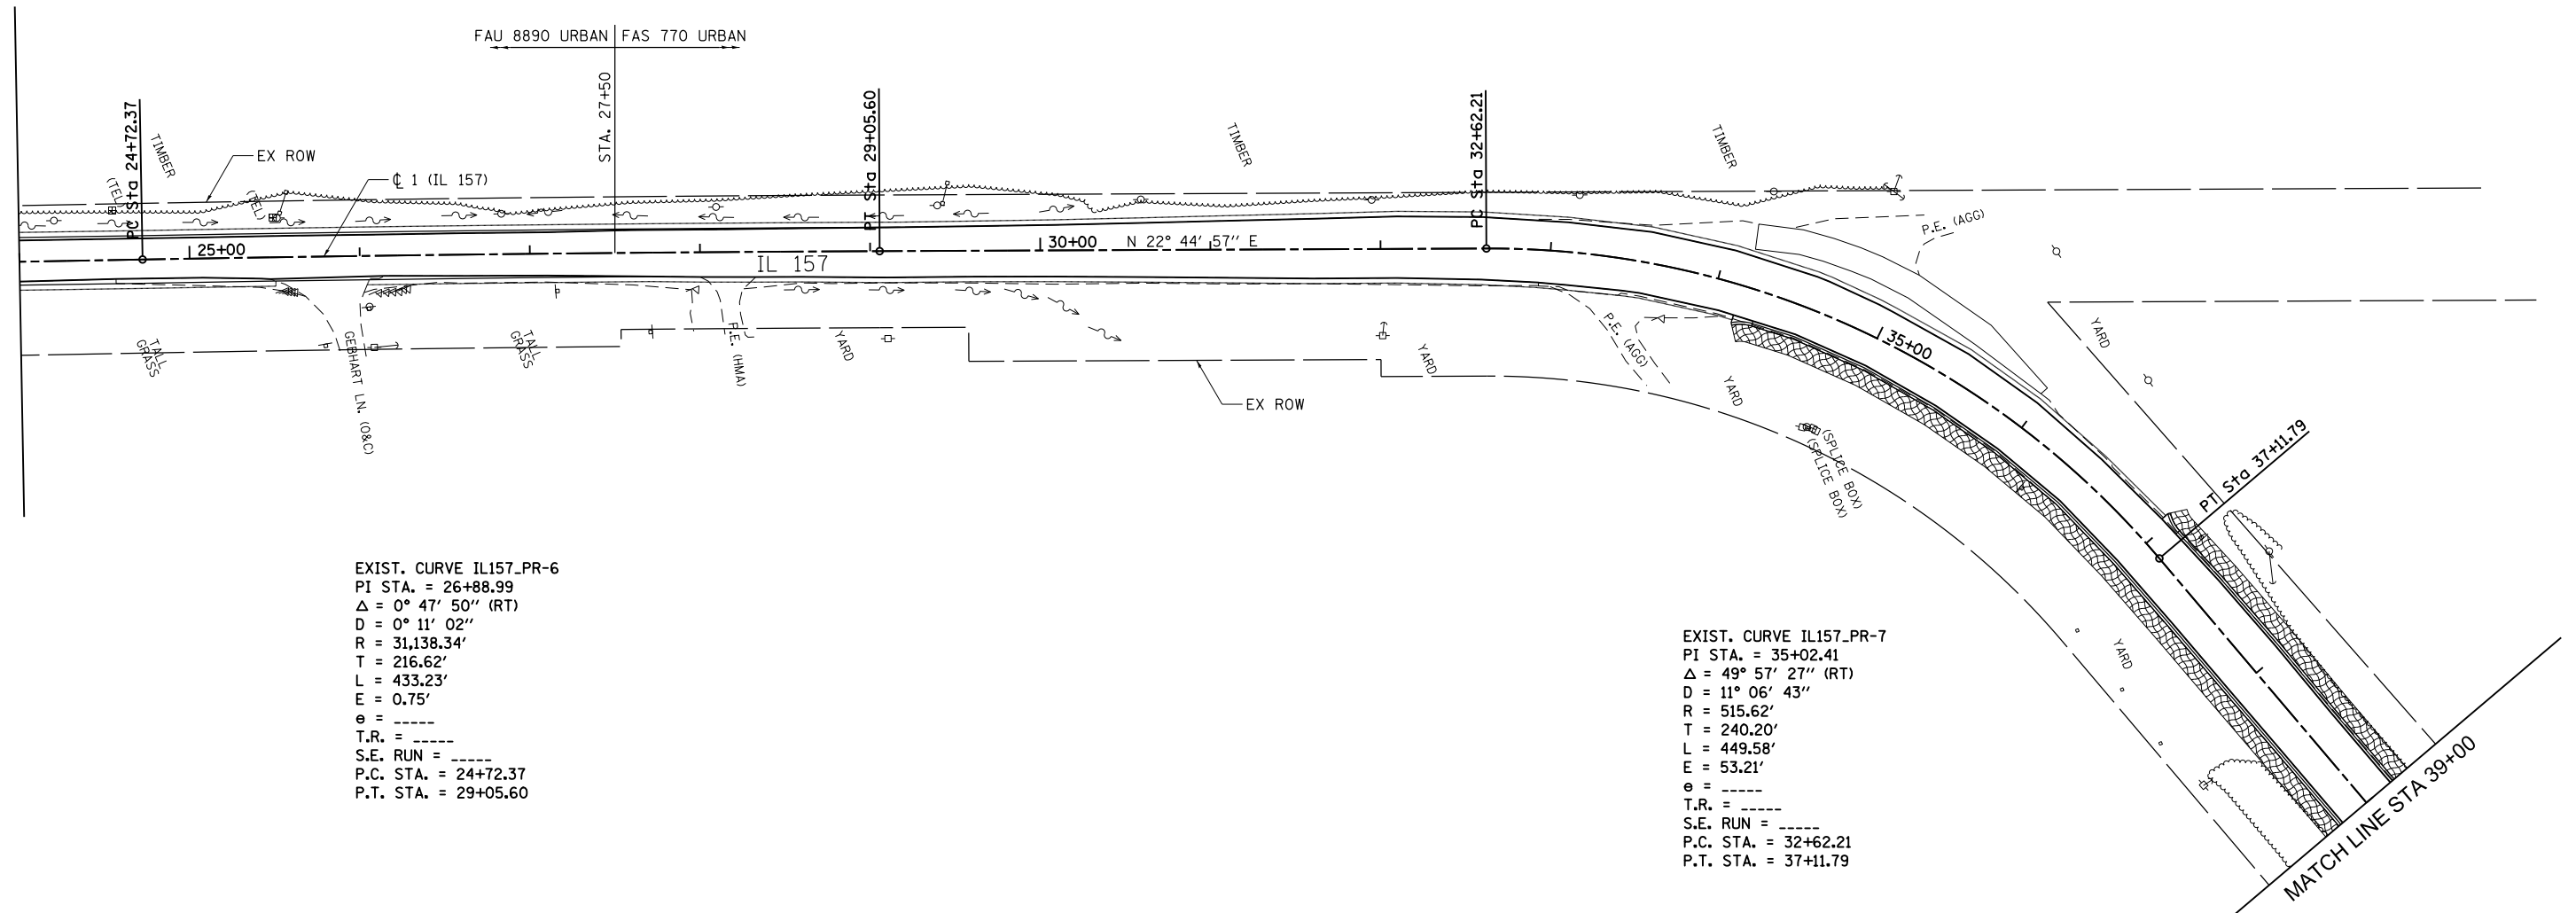 FAU 8890 URBAN FAS 770 URBAN
STA. 27+50
PC Sta 24+72.37
PT Sta 29+05.60
PC Sta 32+62.21
TIMBER
TIMBER
TIMBER
EX ROW
℄ 1 (IL 157)
(TEL)
(TEL)
P.E. (AGG)
25+00
30+00
N 22° 44' 57" E
IL 157
35+00
TALL GRASS
GEBHART LN. (O&C)
TALL GRASS
P.E. (HMA)
YARD
YARD
P.E. (AGG)
YARD
YARD
EX ROW
(SPLICE BOX)
(SPLICE BOX)
PT Sta 37+11.79
YARD
MATCH LINE STA 39+00
EXIST. CURVE IL157_PR-6
PI STA. = 26+88.99
Δ = 0° 47' 50" (RT)
D = 0° 11' 02"
R = 31,138.34'
T = 216.62'
L = 433.23'
E = 0.75'
e = _____
T.R. = _____
S.E. RUN = _____
P.C. STA. = 24+72.37
P.T. STA. = 29+05.60
EXIST. CURVE IL157_PR-7
PI STA. = 35+02.41
Δ = 49° 57' 27" (RT)
D = 11° 06' 43"
R = 515.62'
T = 240.20'
L = 449.58'
E = 53.21'
e = _____
T.R. = _____
S.E. RUN = _____
P.C. STA. = 32+62.21
P.T. STA. = 37+11.79